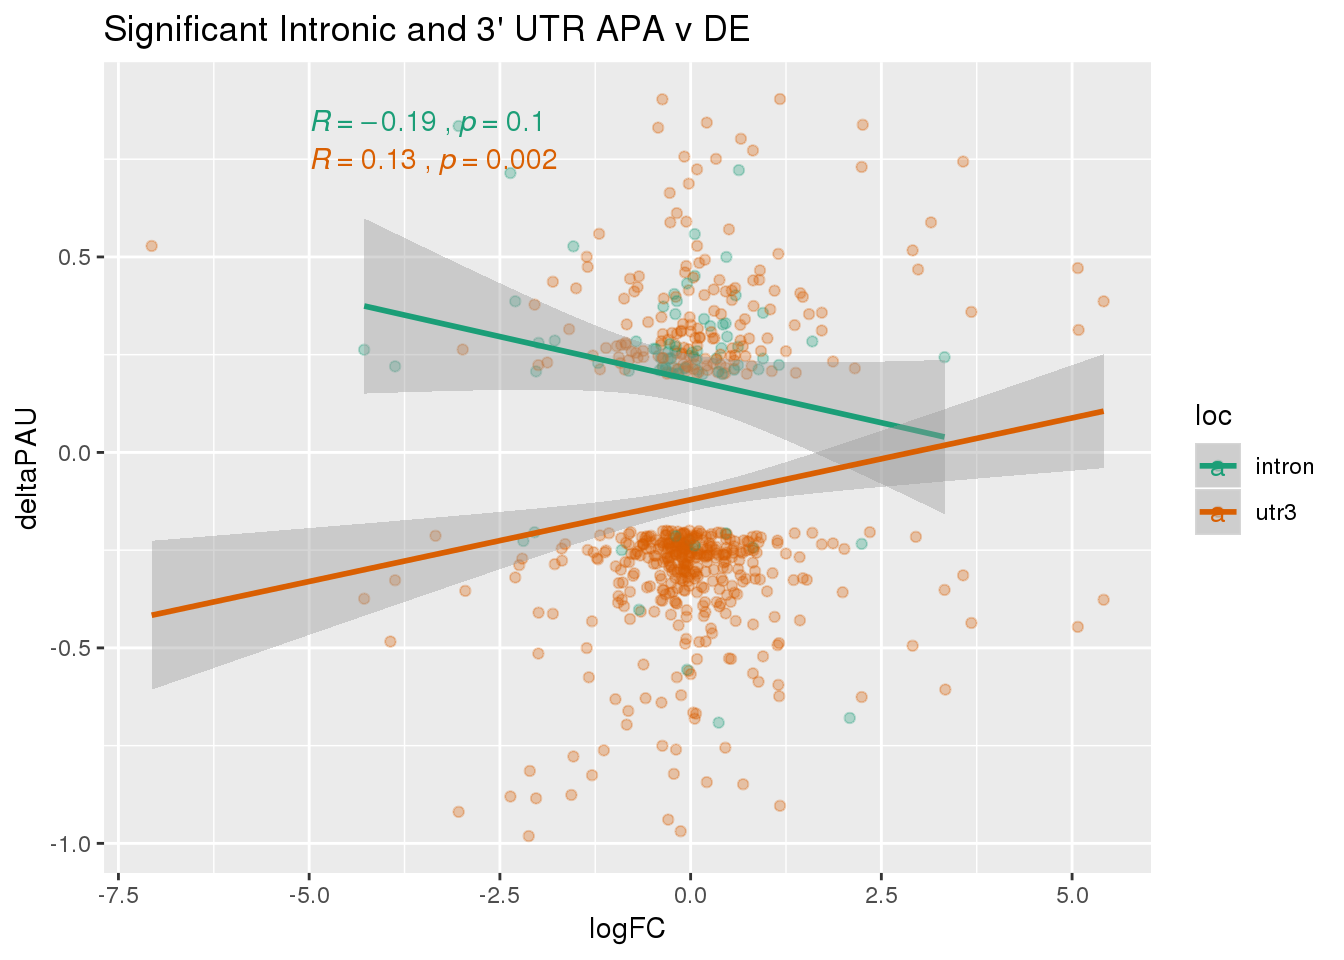 Significant Intronic and 3' UTR APA v DE
R = −0.19 , p = 0.1
R = 0.13 , p = 0.002
0.5
0.0
-0.5
-1.0
deltaPAU
-7.5
-5.0
-2.5
0.0
2.5
5.0
logFC
loc
a intron
a utr3